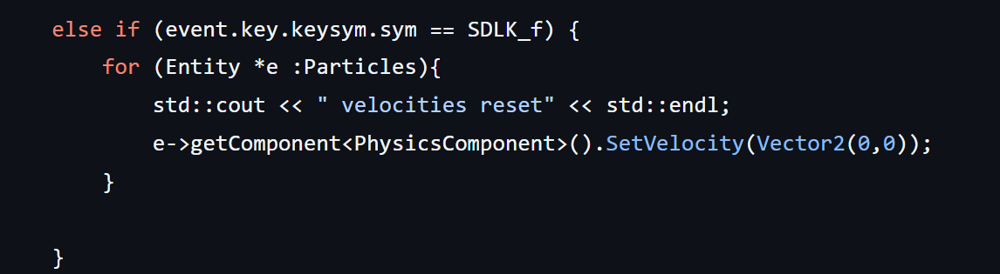 else if (event.key.keysym.sym == SDLK_f) {
for (Entity *e :Particles){
std::cout << " velocities reset" << std::endl;
e->getComponent<PhysicsComponent>().SetVelocity(Vector2(0,0));
}
}